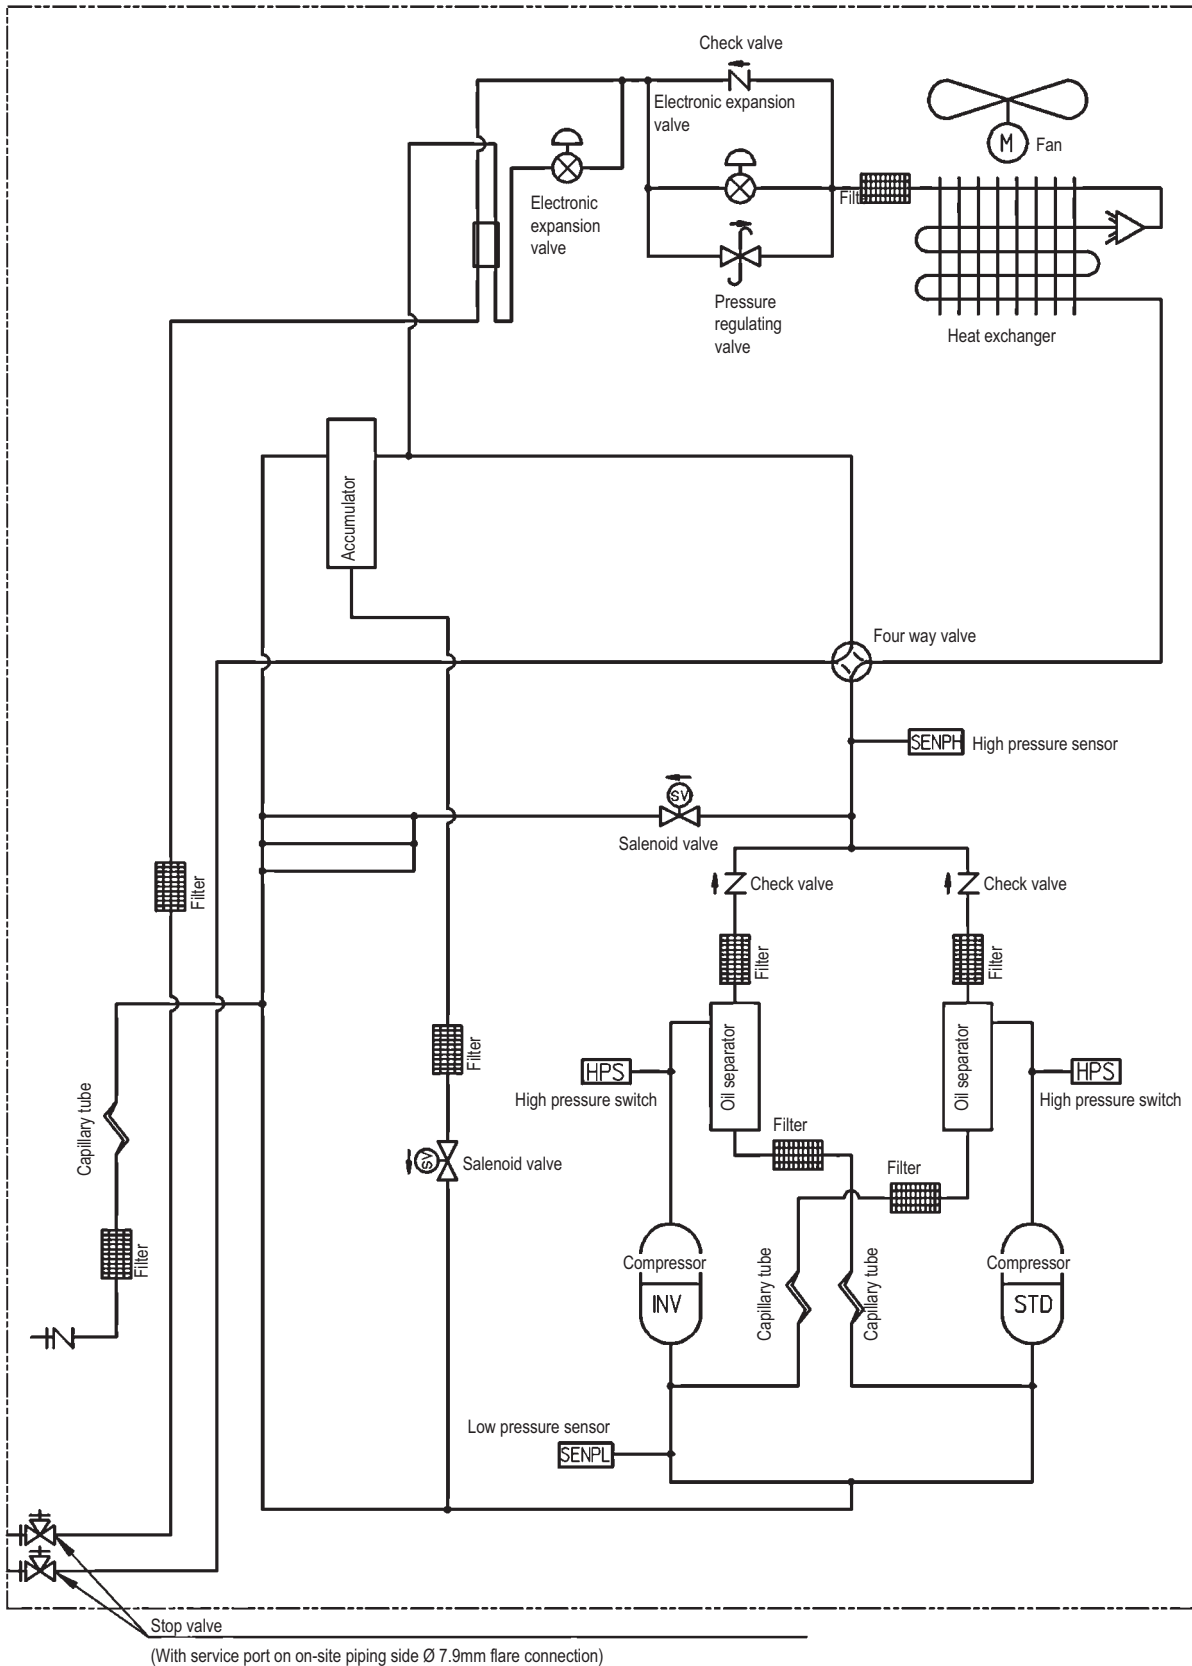 Check valve
Electronic expansion
valve
M
Fan
Electronic
expansion
valve
Filt
Pressure
regulating
valve
Heat exchanger
Accumulator
Four way valve
SENPH
High pressure sensor
SV
Salenoid valve
Check valve
Check valve
Filter
Filter
Filter
Oil separator
Oil separator
Filter
HPS
High pressure switch
HPS
High pressure switch
Capillary tube
Filter
SV
Salenoid valve
Filter
Filter
Compressor
INV
Capillary tube
Capillary tube
Compressor
STD
Low pressure sensor
SENPL
Stop valve
(With service port on on-site piping side Ø 7.9mm flare connection)